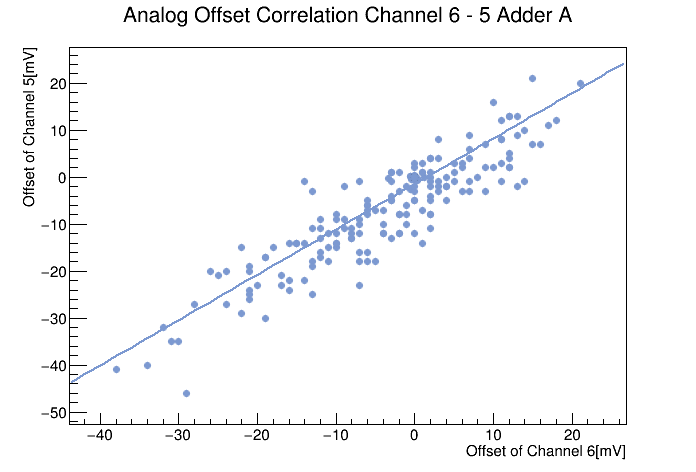 Analog Offset Correlation Channel 6 - 5 Adder A
Offset of Channel 5[mV]
20
10
0
−10
−20
−30
−40
−50
−40 −30 −20 −10 0 10 20
Offset of Channel 6[mV]